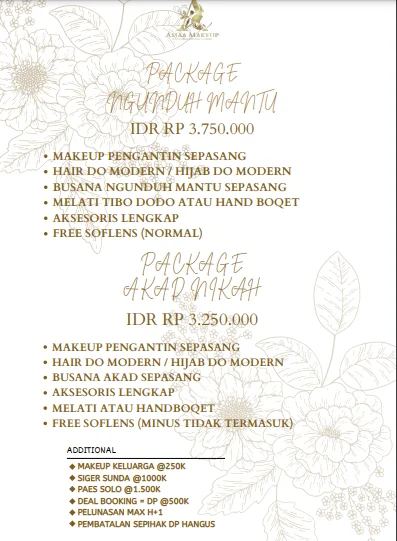 ASMA MAKEUP
PACKAGE
NGUNDUH MANTU
IDR RP 3.750.000
• MAKEUP PENGANTIN SEPASANG
• HAIR DO MODERN / HIJAB DO MODERN
• BUSANA NGUNDUH MANTU SEPASANG
• MELATI TIBO DODO ATAU HAND BOQET
• AKSESORIS LENGKAP
• FREE SOFLENS (NORMAL)
PACKAGE
AKAD NIKAH
IDR RP 3.250.000
• MAKEUP PENGANTIN SEPASANG
• HAIR DO MODERN / HIJAB DO MODERN
• BUSANA AKAD SEPASANG
• AKSESORIS LENGKAP
• MELATI ATAU HANDBOQET
• FREE SOFLENS (MINUS TIDAK TERMASUK)
ADDITIONAL
◆ MAKEUP KELUARGA @250K
◆ SIGER SUNDA @1000K
◆ PAES SOLO @1.500K
◆ DEAL BOOKING = DP @500K
◆ PELUNASAN MAX H+1
◆ PEMBATALAN SEPIHAK DP HANGUS